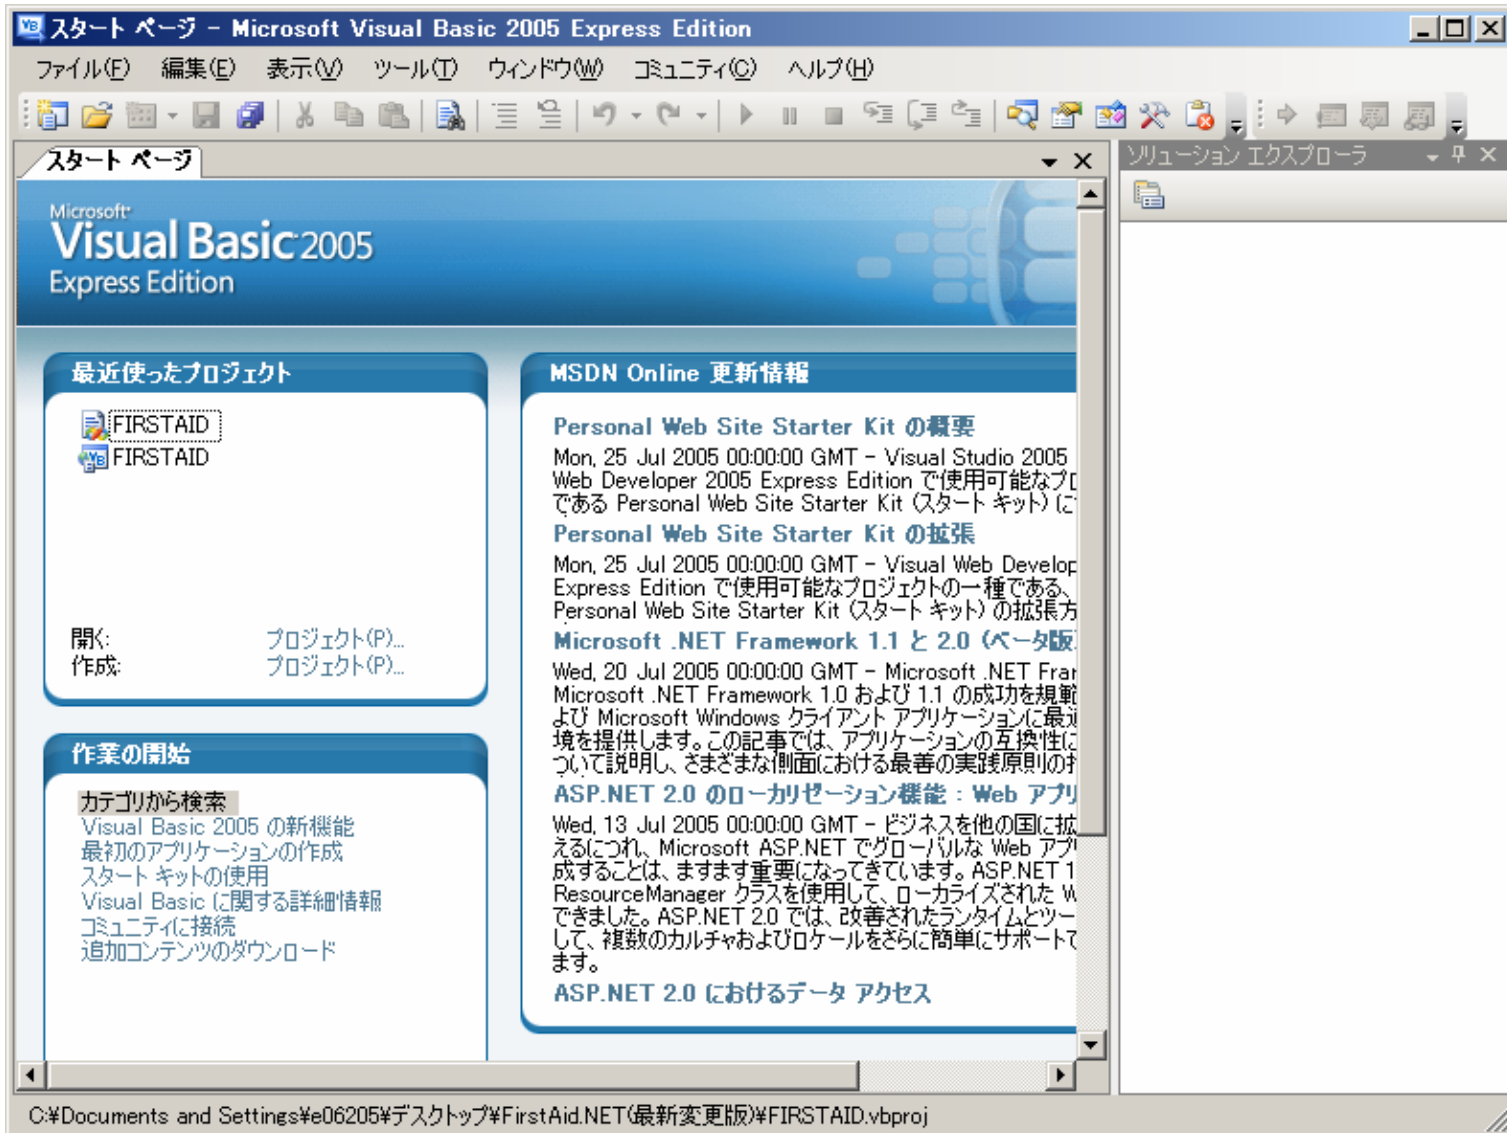 スタート ページ - Microsoft Visual Basic 2005 Express Edition
ファイル(F) 編集(E) 表示(V) ツール(T) ウィンドウ(W) コミュニティ(C) ヘルプ(H)
スタート ページ
ソリューション エクスプローラ
Microsoft
Visual Basic 2005
Express Edition
最近使ったプロジェクト
FIRSTAID
FIRSTAID
開く: プロジェクト(P)...
作成: プロジェクト(P)...
作業の開始
カテゴリから検索
Visual Basic 2005 の新機能
最初のアプリケーションの作成
スタート キットの使用
Visual Basic に関する詳細情報
コミュニティに接続
追加コンテンツのダウンロード
MSDN Online 更新情報
Personal Web Site Starter Kit の概要
Mon, 25 Jul 2005 00:00:00 GMT - Visual Studio 2005
Web Developer 2005 Express Edition で使用可能なプロ
である Personal Web Site Starter Kit (スタート キット) に
Personal Web Site Starter Kit の拡張
Mon, 25 Jul 2005 00:00:00 GMT - Visual Web Develop
Express Edition で使用可能なプロジェクトの一種である、
Personal Web Site Starter Kit (スタート キット) の拡張方
Microsoft .NET Framework 1.1 と 2.0 (ベータ版
Wed, 20 Jul 2005 00:00:00 GMT - Microsoft .NET Fran
Microsoft .NET Framework 1.0 および 1.1 の成功を規範
よび Microsoft Windows クライアント アプリケーションに最適
境を提供します。この記事では、アプリケーションの互換性に
ついて説明し、さまざまな側面における最善の実践原則の
ASP.NET 2.0 のローカリゼーション機能 : Web アプリ
Wed, 13 Jul 2005 00:00:00 GMT - ビジネスを他の国に拡
えるにつれ、Microsoft ASP.NET でグローバルな Web アプ
成することは、ますます重要になってきています。ASP.NET 1
ResourceManager クラスを使用して、ローカライズされた W
できました。ASP.NET 2.0 では、改善されたランタイムとツー
して、複数のカルチャおよびロケールをさらに簡単にサポートで
ます。
ASP.NET 2.0 におけるデータ アクセス
C:¥Documents and Settings¥e06205¥デスクトップ¥FirstAid.NET(最新変更版)¥FIRSTAID.vbproj